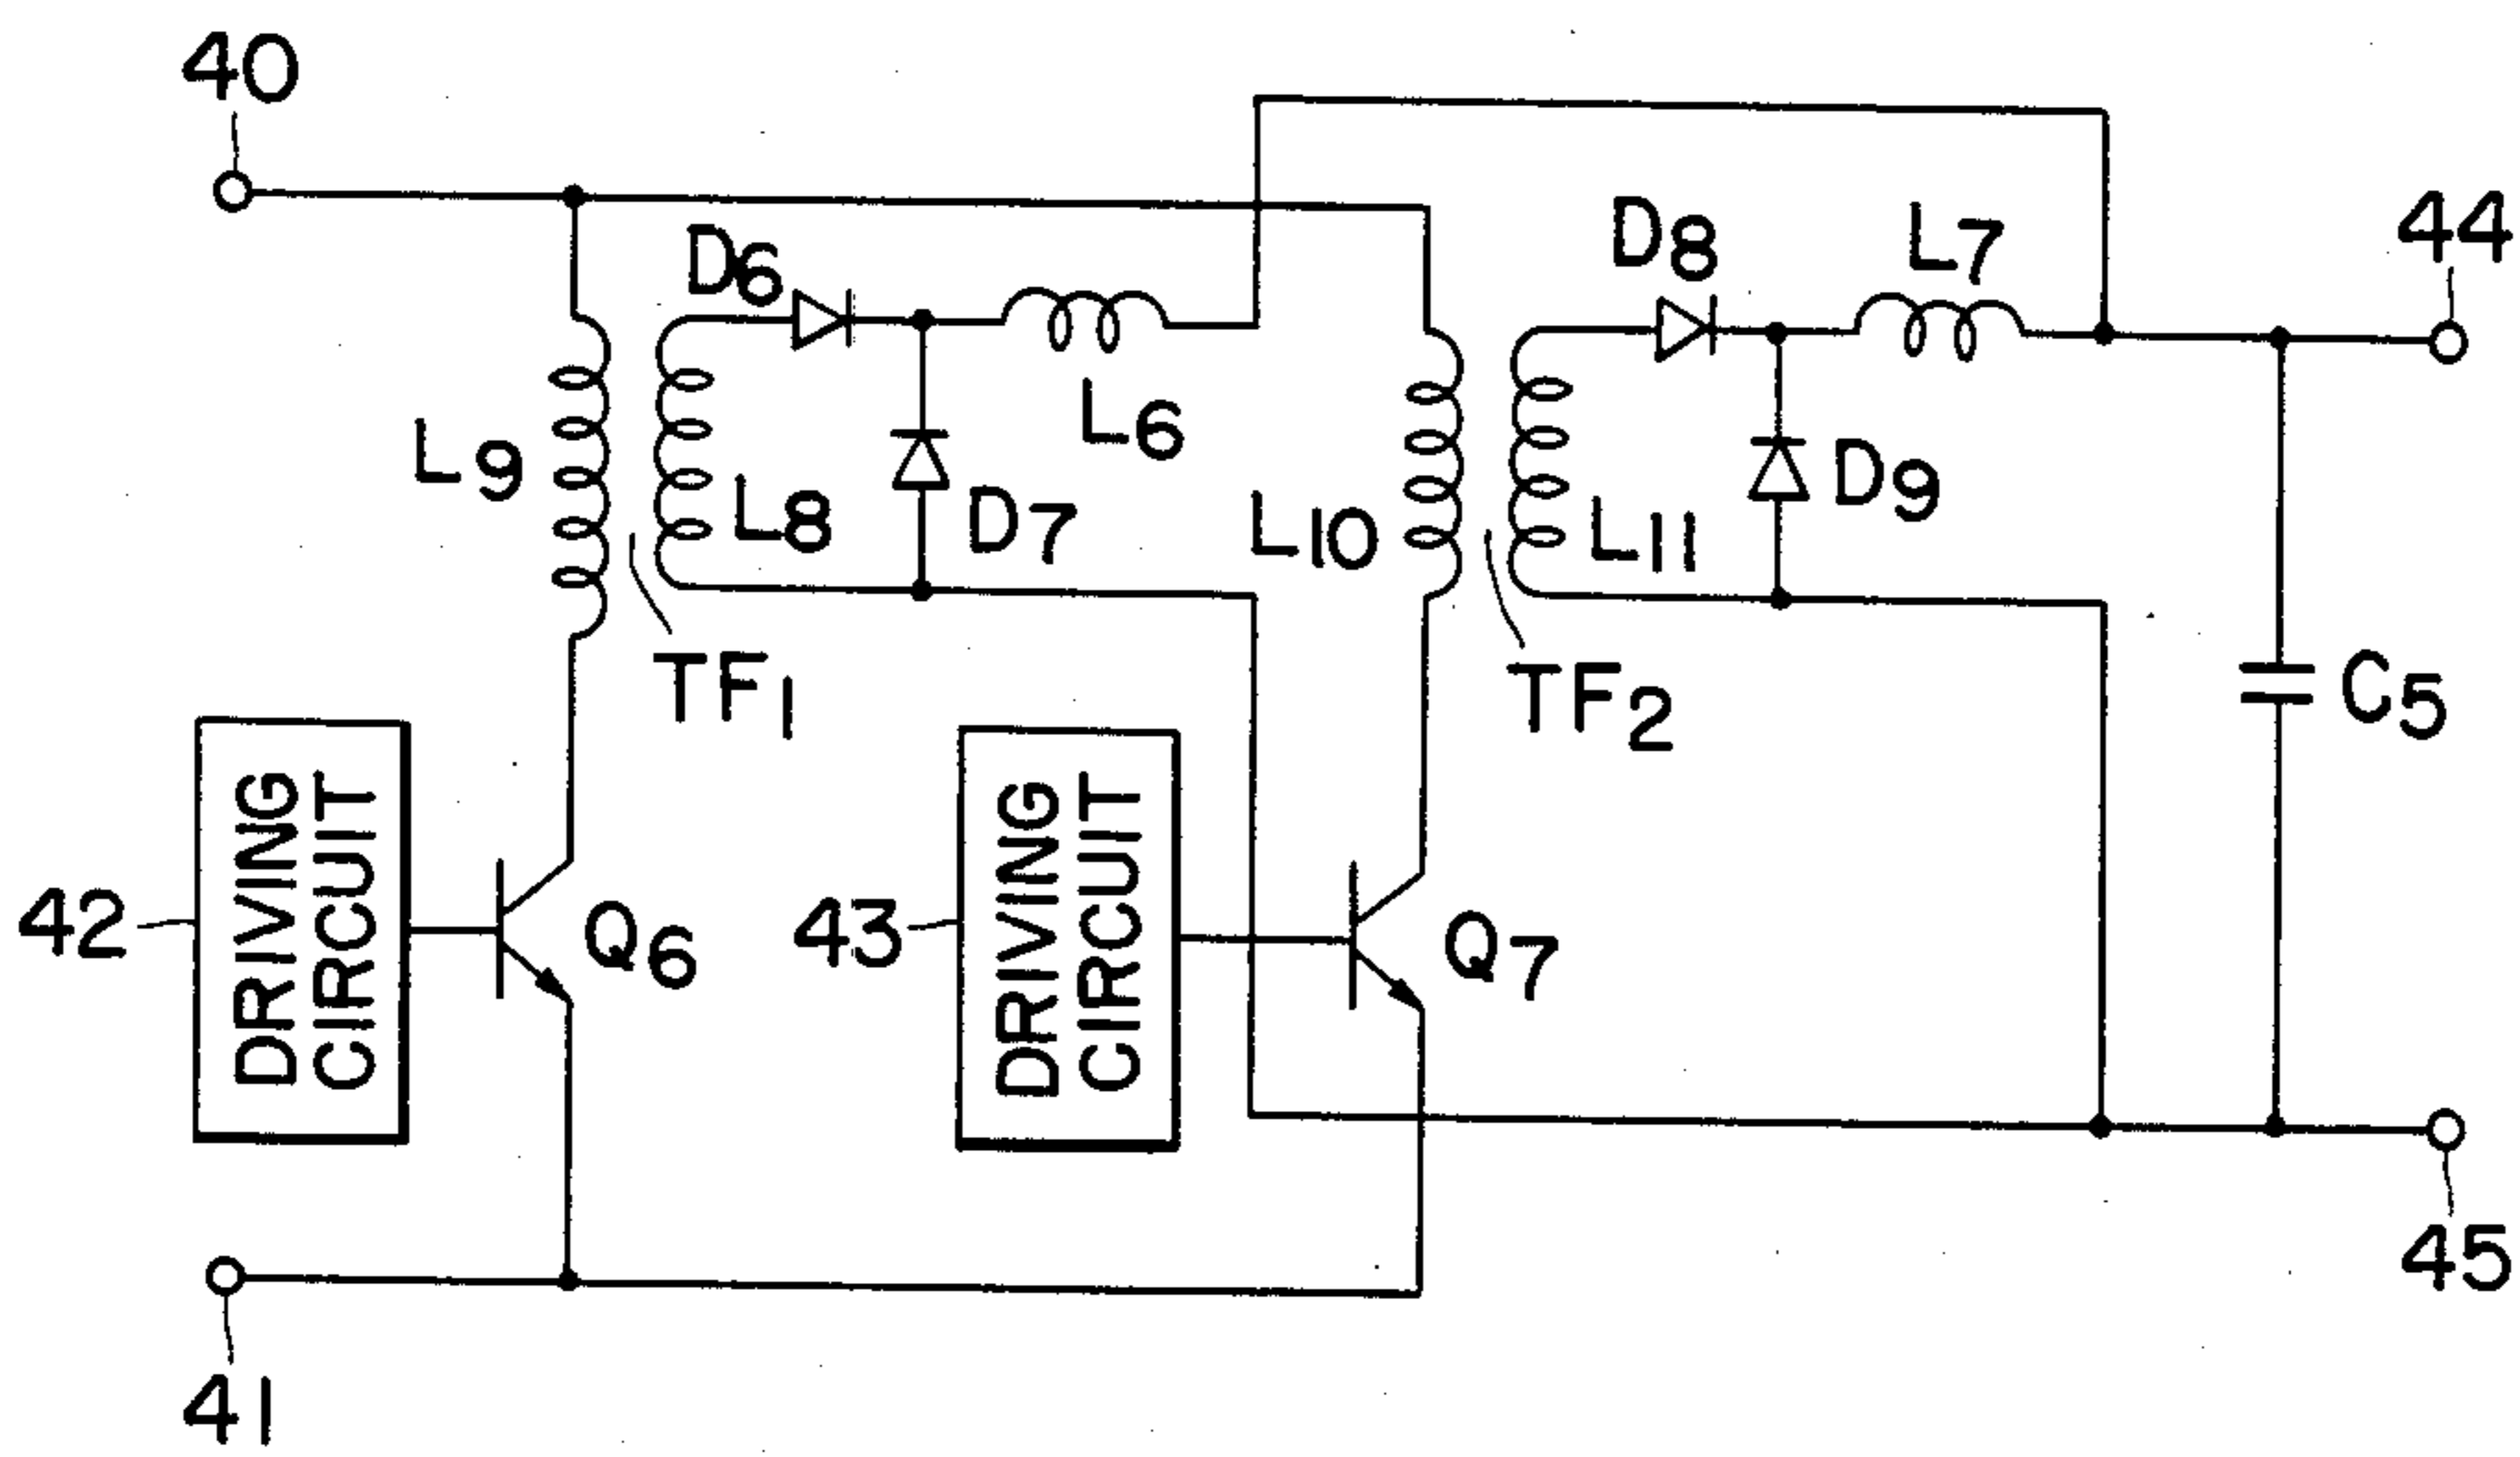 40
44
D6
D8
L7
L6
L9
L8
D7
L10
L11
D9
TF1
TF2
C5
DRIVING
CIRCUIT
DRIVING
CIRCUIT
42
Q6
43
Q7
45
41